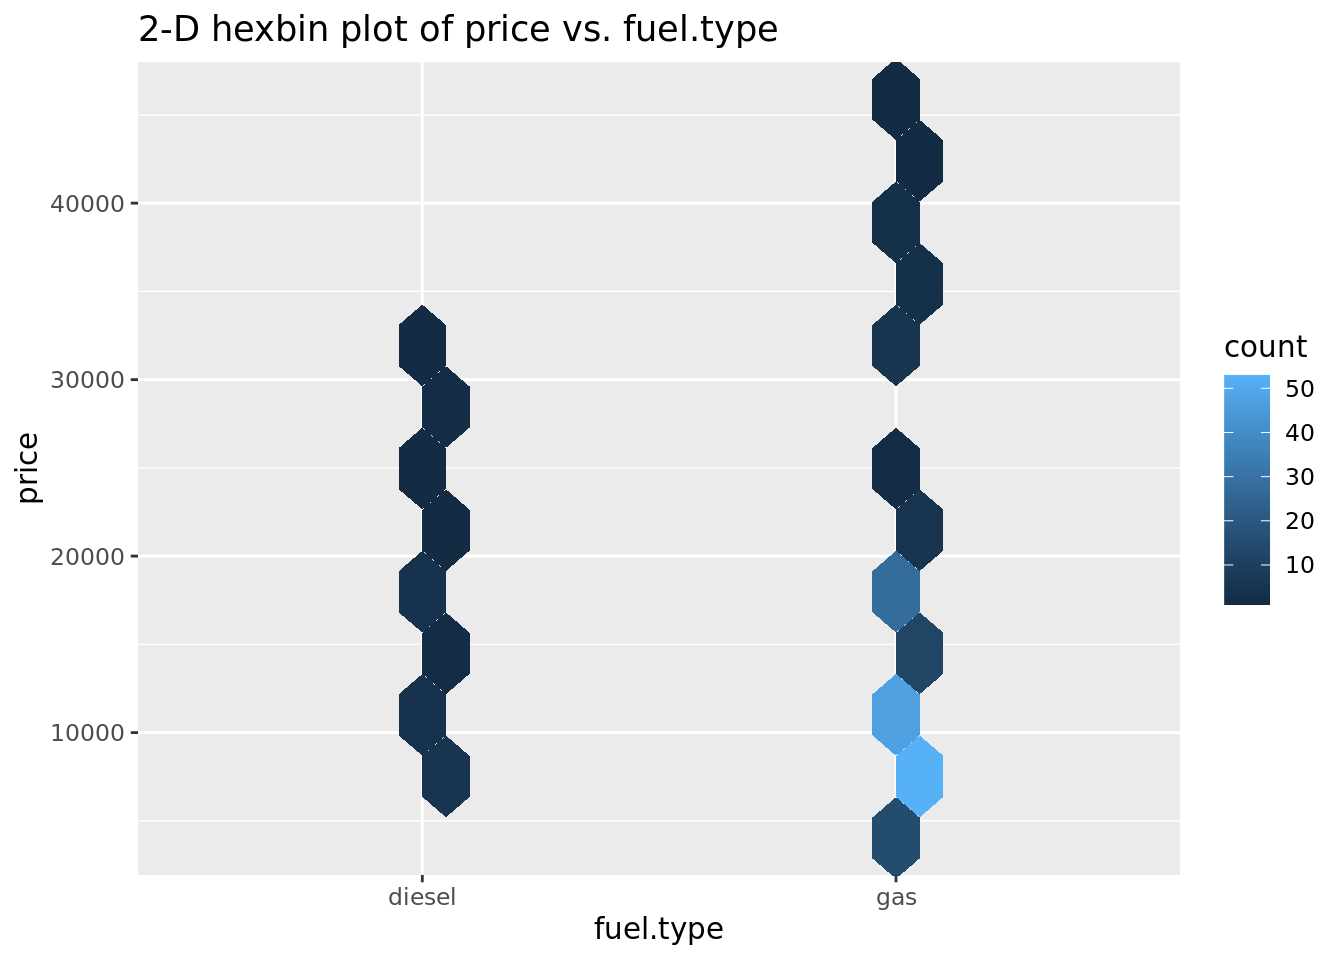 2-D hexbin plot of price vs. fuel.type
40000
30000
20000
10000
price
diesel
gas
fuel.type
count
50
40
30
20
10